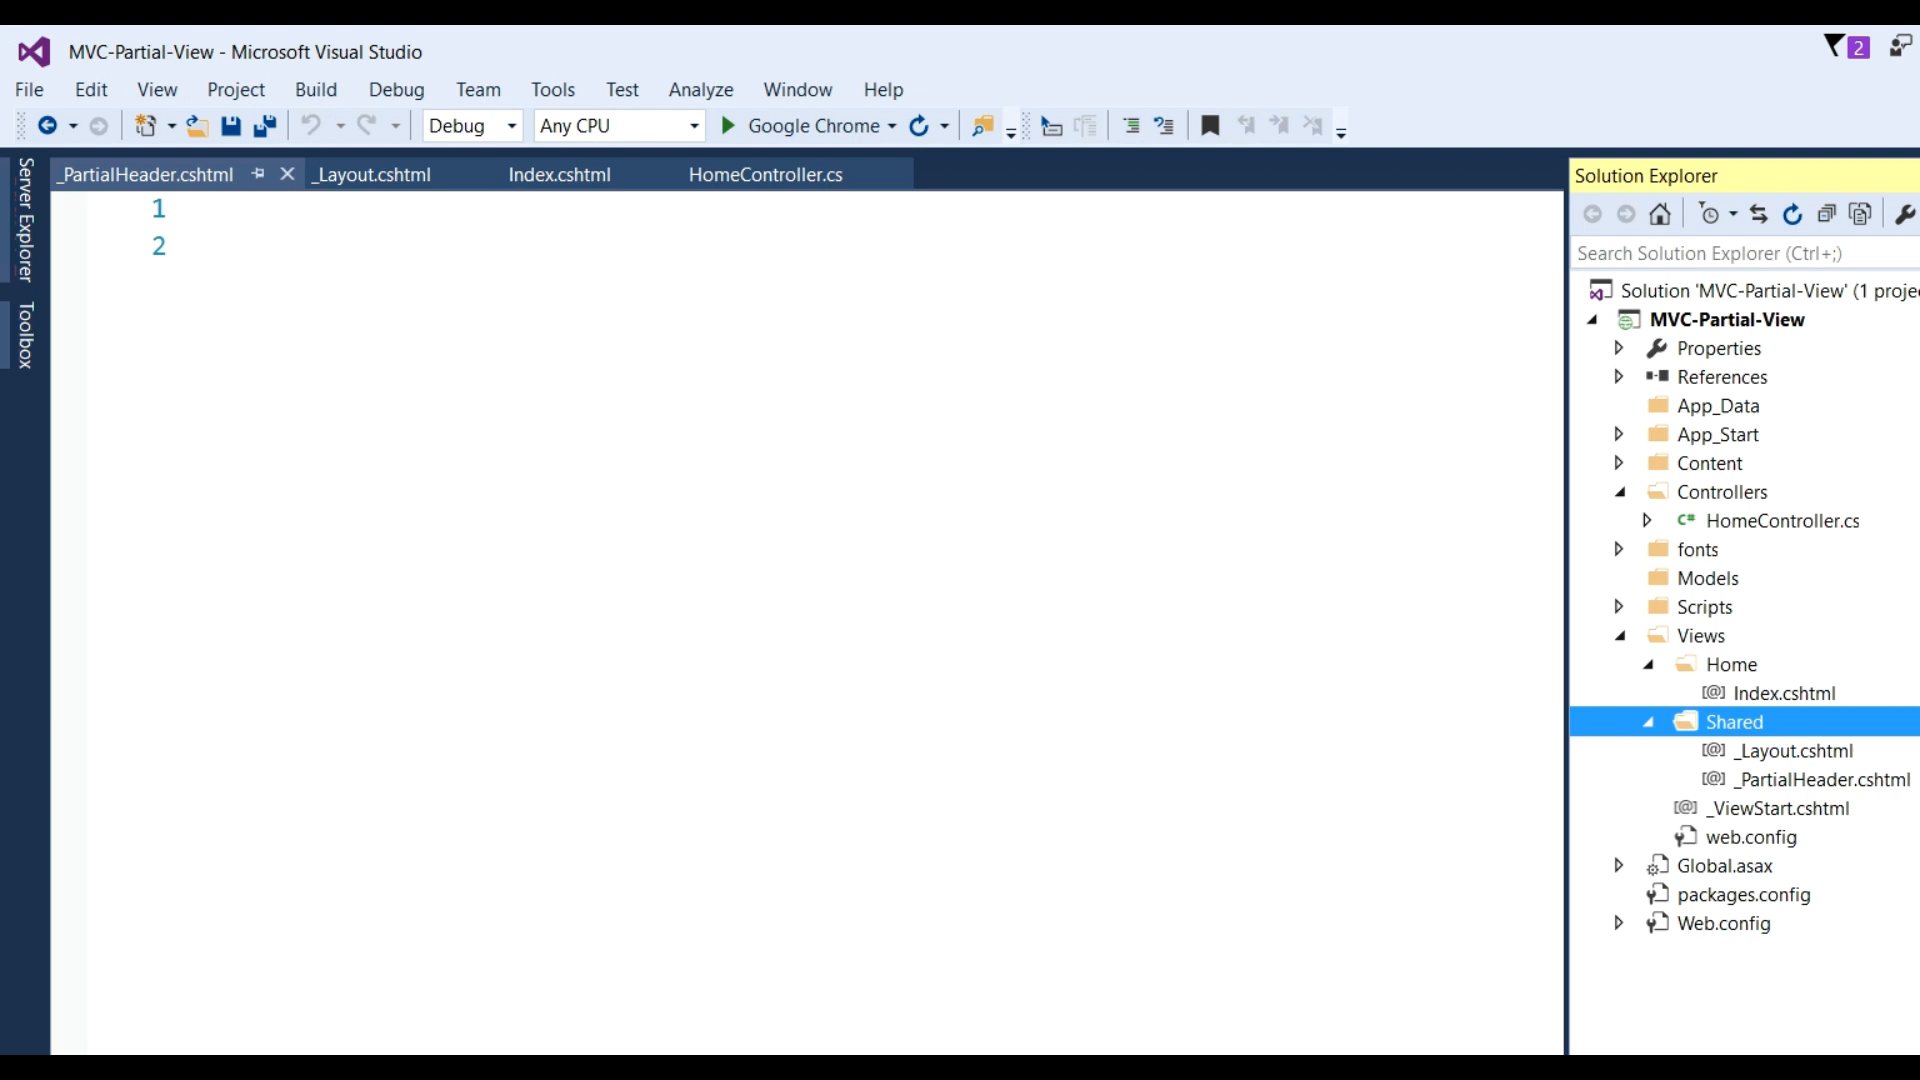 MVC-Partial-View - Microsoft Visual Studio
2
File Edit View Project Build Debug Team Tools Test Analyze Window Help
Debug Any CPU Google Chrome
Server Explorer
Toolbox
_PartialHeader.cshtml _Layout.cshtml Index.cshtml HomeController.cs
1
2
Solution Explorer
Search Solution Explorer (Ctrl+;)
Solution 'MVC-Partial-View' (1 proje
MVC-Partial-View
Properties
References
App_Data
App_Start
Content
Controllers
C# HomeController.cs
fonts
Models
Scripts
Views
Home
[@] Index.cshtml
Shared
[@] _Layout.cshtml
[@] _PartialHeader.cshtml
[@] _ViewStart.cshtml
web.config
Global.asax
packages.config
Web.config